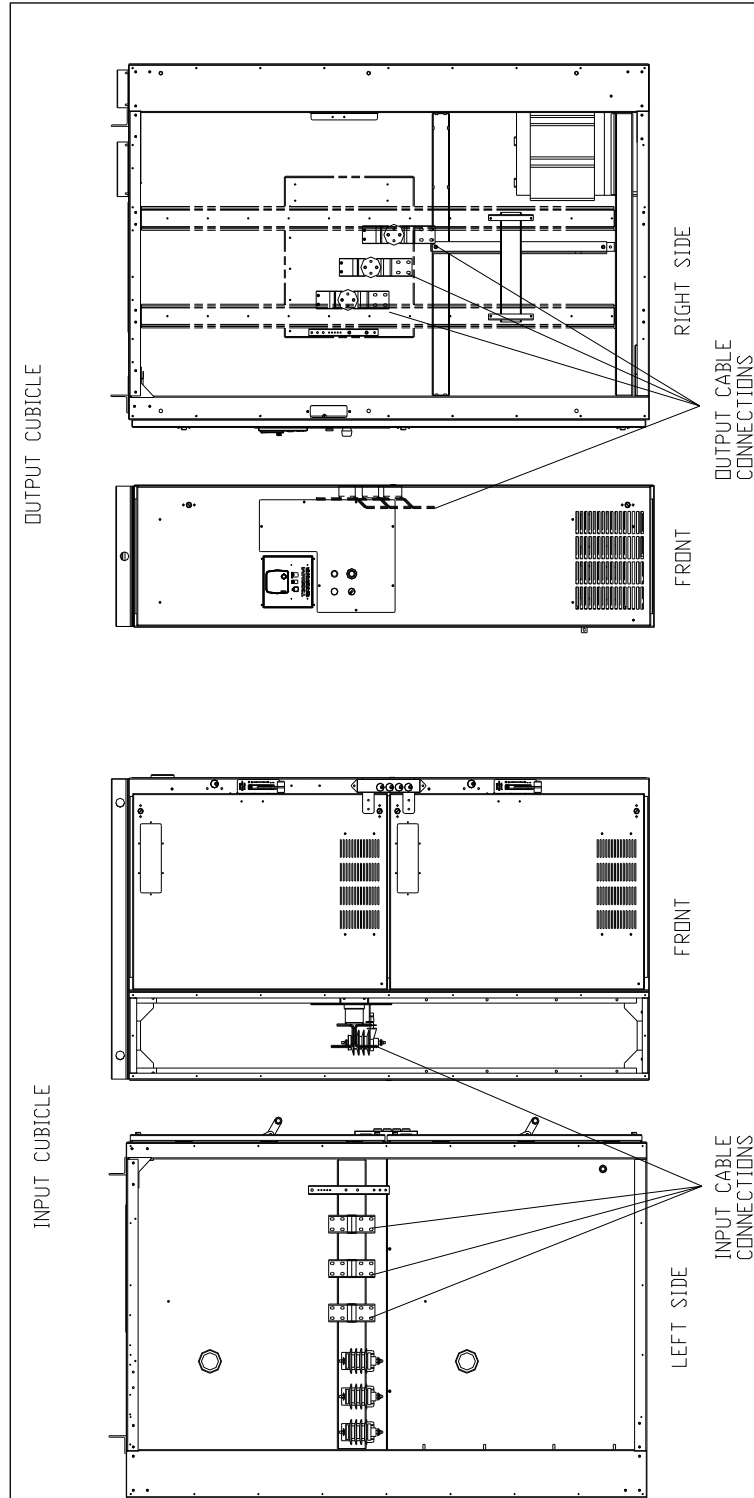 INPUT CUBICLE
OUTPUT CUBICLE
LEFT SIDE
FRONT
FRONT
RIGHT SIDE
INPUT CABLE
CONNECTIONS
OUTPUT CABLE
CONNECTIONS